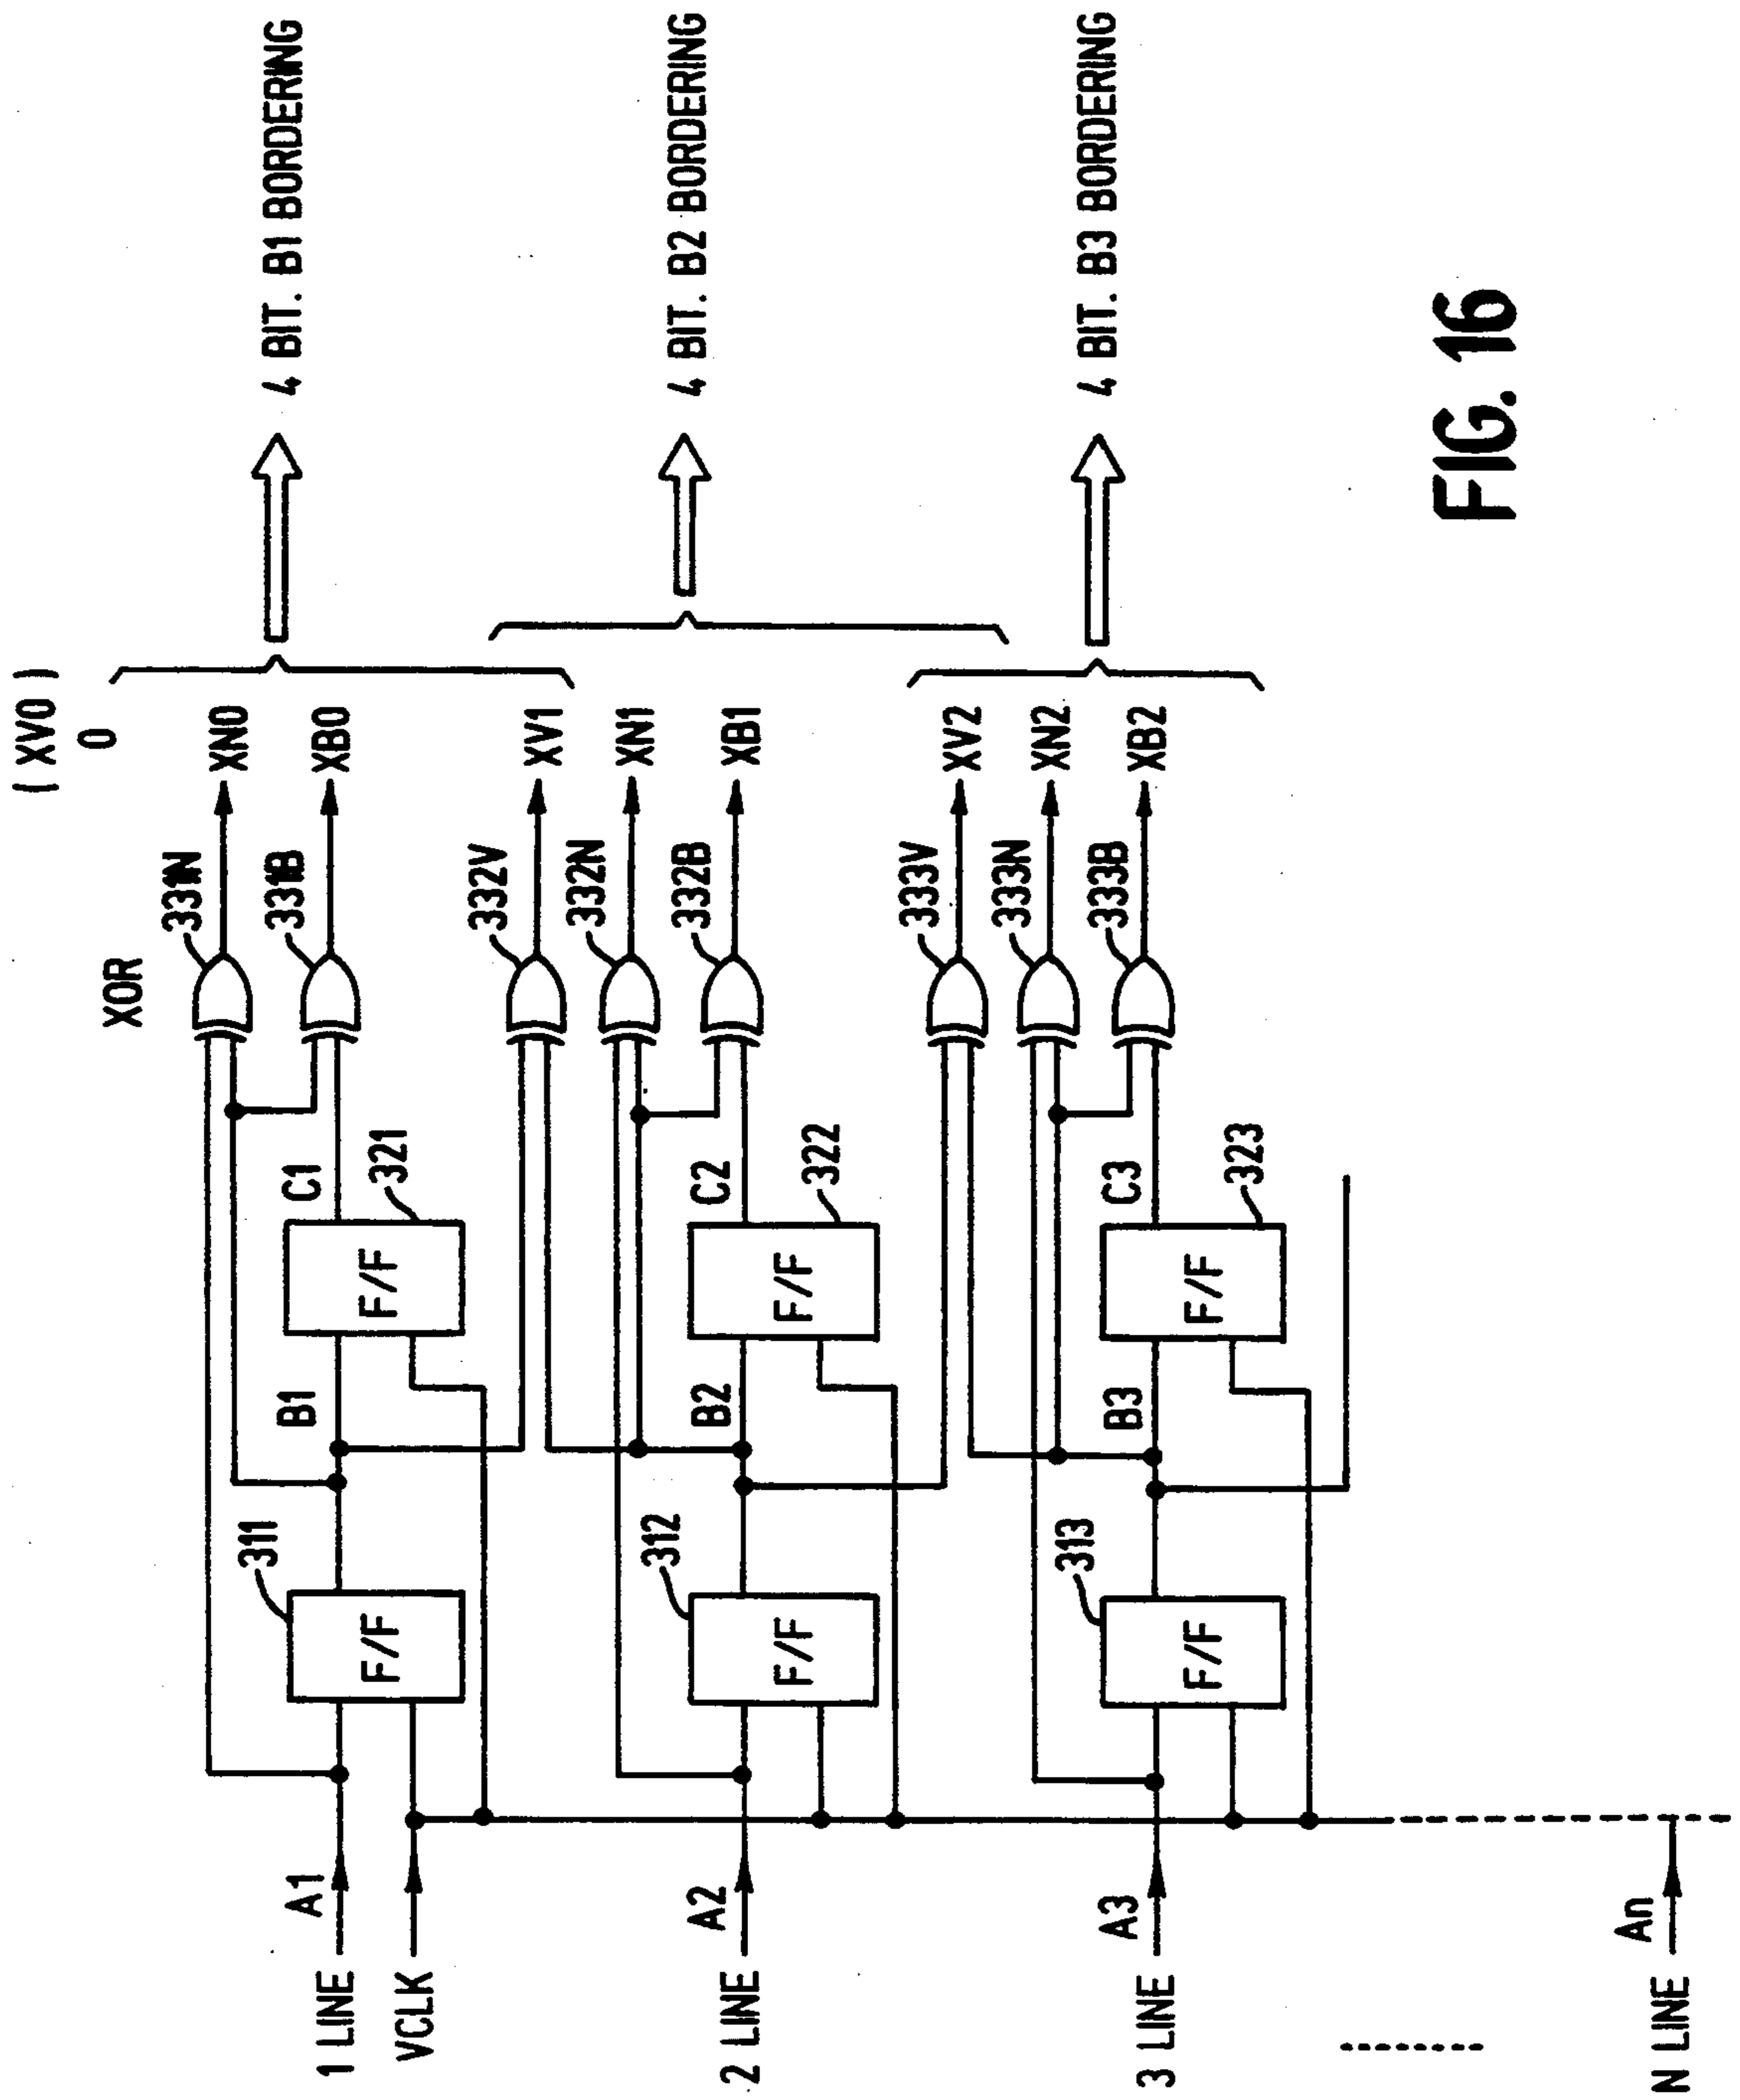 XOR
( XV0 )
0
1 LINE
A1
VCLK
311
F/F
B1
321
F/F
C1
331N
XN0
331B
XB0
4 BIT. B1 BORDERING
332V
XV1
2 LINE
A2
312
F/F
B2
322
F/F
C2
332N
XN1
332B
XB1
4 BIT. B2 BORDERING
333V
XV2
3 LINE
A3
313
F/F
B3
323
F/F
C3
333N
XN2
333B
XB2
4 BIT. B3 BORDERING
N LINE
An
FIG. 16